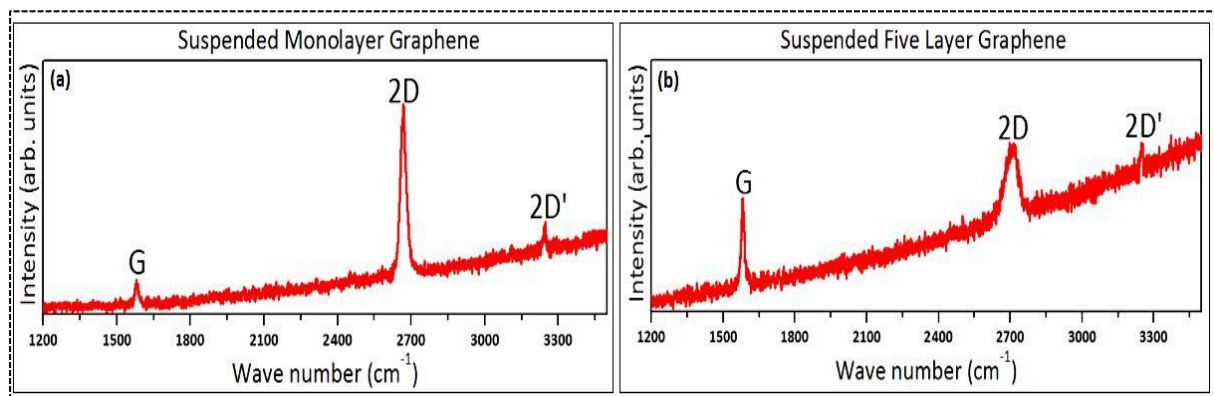 Suspended Monolayer Graphene
(a)
2D
2D'
G
Intensity (arb. units)
1200 1500 1800 2100 2400 2700 3000 3300
Wave number (cm⁻¹)
Suspended Five Layer Graphene
(b)
2D
2D'
G
Intensity (arb. units)
1200 1500 1800 2100 2400 2700 3000 3300
Wave number (cm⁻¹)